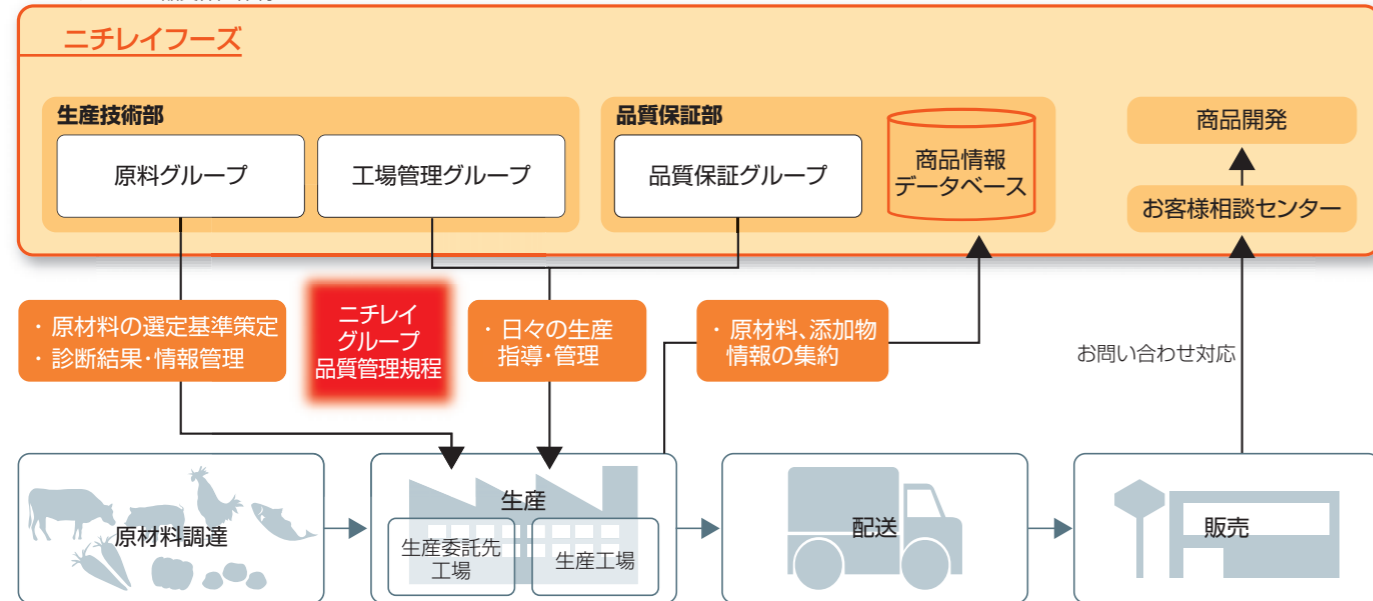 ニチレイフーズ
生産技術部
原料グループ
工場管理グループ
品質保証部
品質保証グループ
商品情報
データベース
商品開発
お客様相談センター
・原材料の選定基準策定
・診断結果・情報管理
ニチレイ
グループ
品質管理規程
・日々の生産
指導・管理
・原材料、添加物
情報の集約
お問い合わせ対応
原材料調達
生産
生産委託先
工場
生産工場
配送
販売